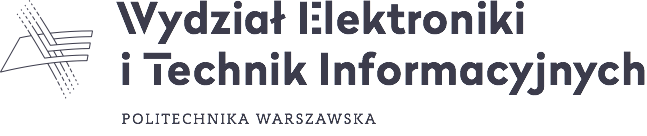 Wydział Elektroniki
i Technik Informacyjnych
POLITECHNIKA WARSZAWSKA